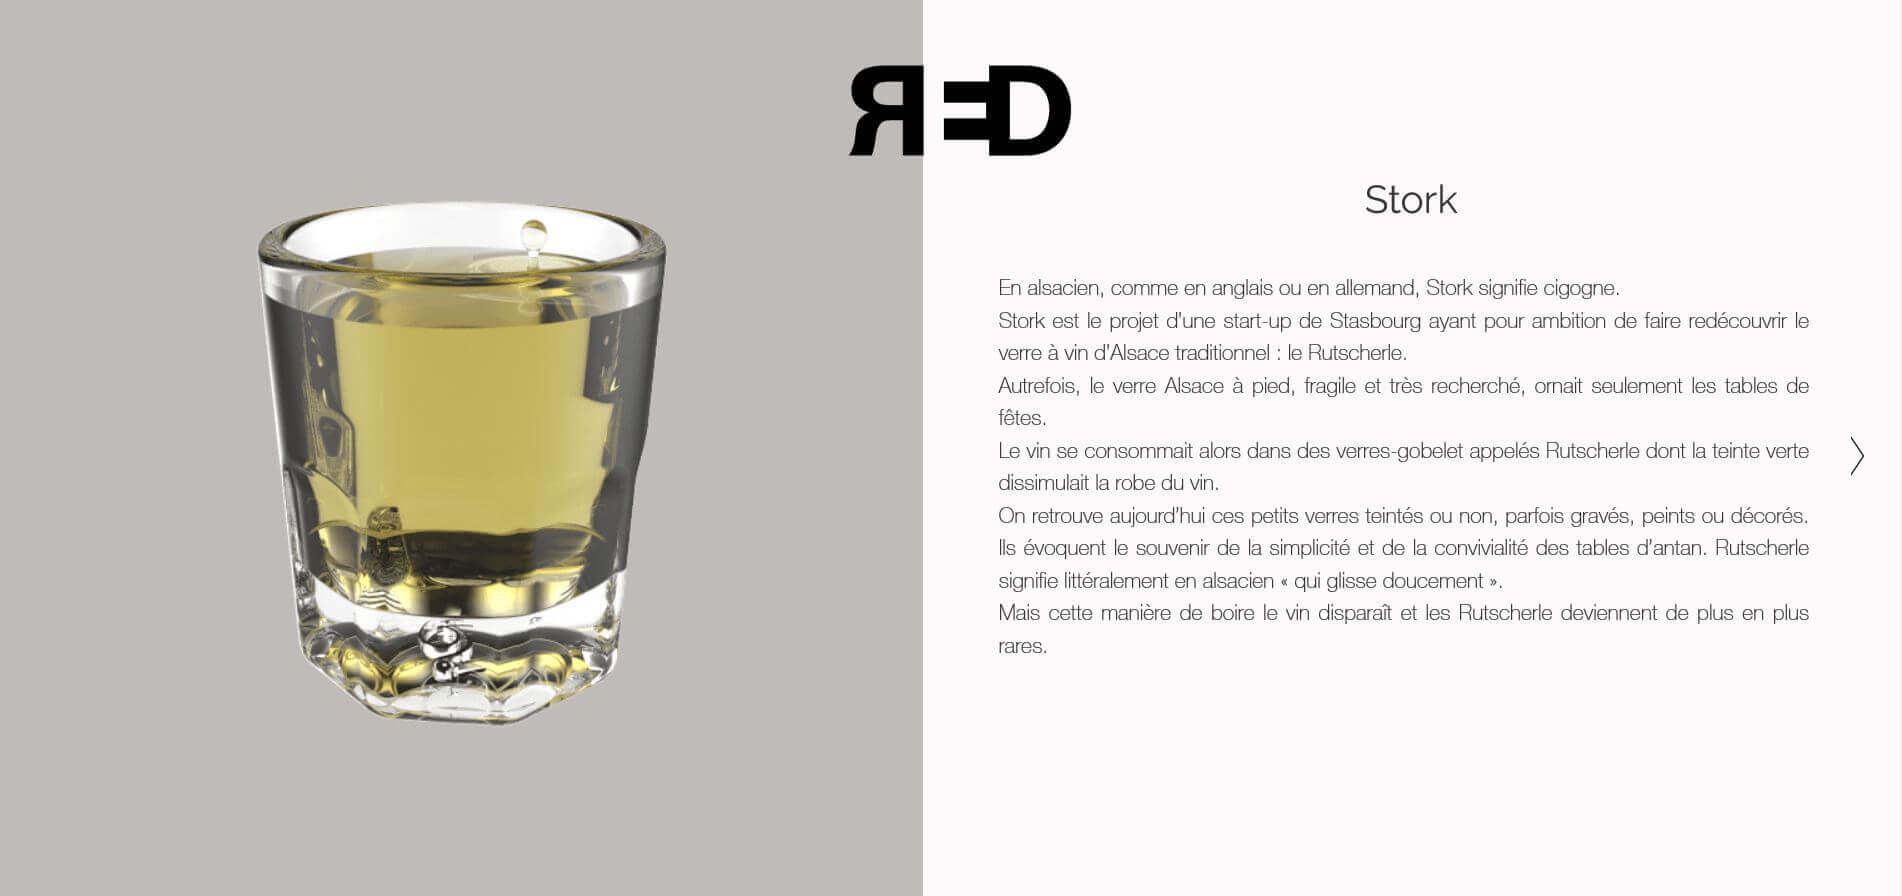 RED
Stork
En alsacien, comme en anglais ou en allemand, Stork signifie cigogne.
Stork est le projet d'une start-up de Stasbourg ayant pour ambition de faire redécouvrir le
verre à vin d'Alsace traditionnel : le Rutscherle.
Autrefois, le verre Alsace à pied, fragile et très recherché, ornait seulement les tables de
fêtes.
Le vin se consommait alors dans des verres-gobelet appelés Rutscherle dont la teinte verte
dissimulait la robe du vin.
On retrouve aujourd’hui ces petits verres teintés ou non, parfois gravés, peints ou décorés.
Ils évoquent le souvenir de la simplicité et de la convivialité des tables d’antan. Rutscherle
signifie littéralement en alsacien « qui glisse doucement ».
Mais cette manière de boire le vin disparaît et les Rutscherle deviennent de plus en plus
rares.